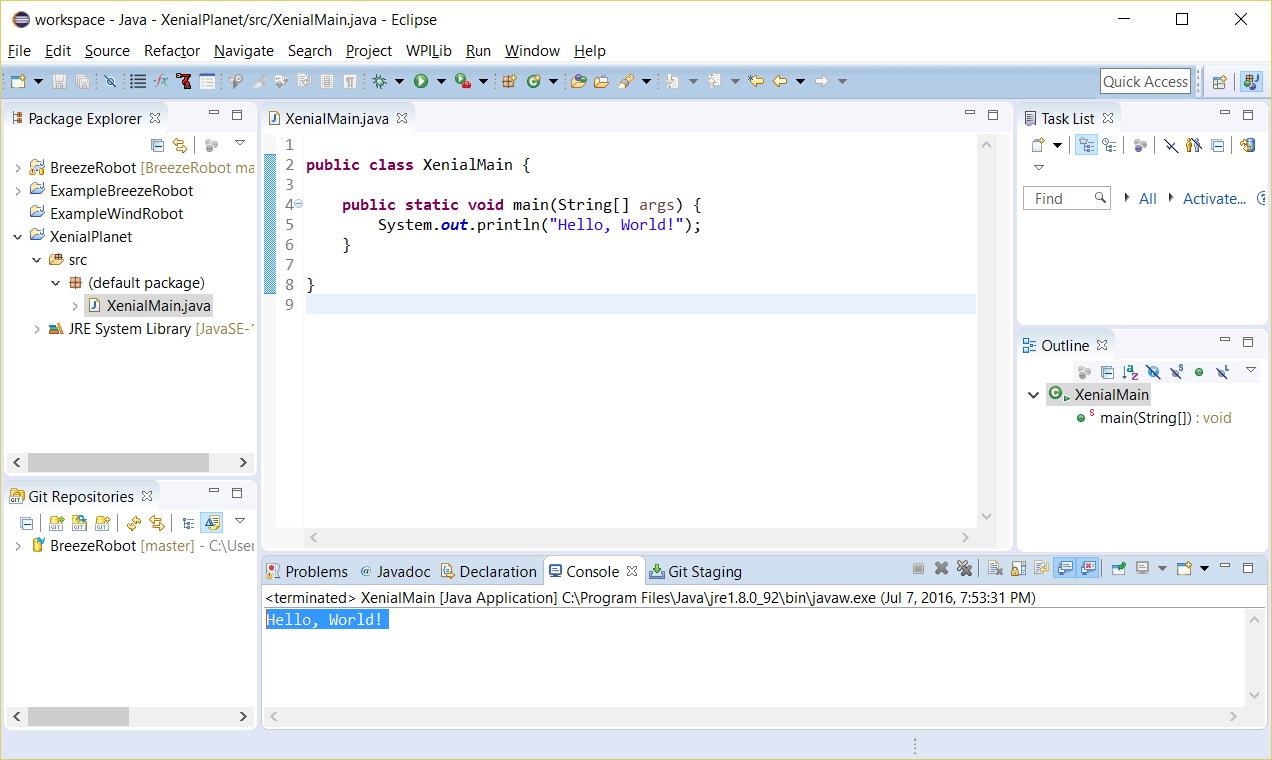 workspace - Java - XenialPlanet/src/XenialMain.java - Eclipse
File Edit Source Refactor Navigate Search Project WPILib Run Window Help
Quick Access
Package Explorer
BreezeRobot [BreezeRobot ma
ExampleBreezeRobot
ExampleWindRobot
XenialPlanet
src
(default package)
XenialMain.java
JRE System Library [JavaSE-1
Git Repositories
BreezeRobot [master] - C:\User
XenialMain.java
1
2 public class XenialMain {
3
4 public static void main(String[] args) {
5 System.out.println("Hello, World!");
6 }
7
8 }
9
Task List
Find All Activate...
Outline
XenialMain
main(String[]) : void
Problems @ Javadoc Declaration Console Git Staging
<terminated> XenialMain [Java Application] C:\Program Files\Java\jre1.8.0_92\bin\javaw.exe (Jul 7, 2016, 7:53:31 PM)
Hello, World!